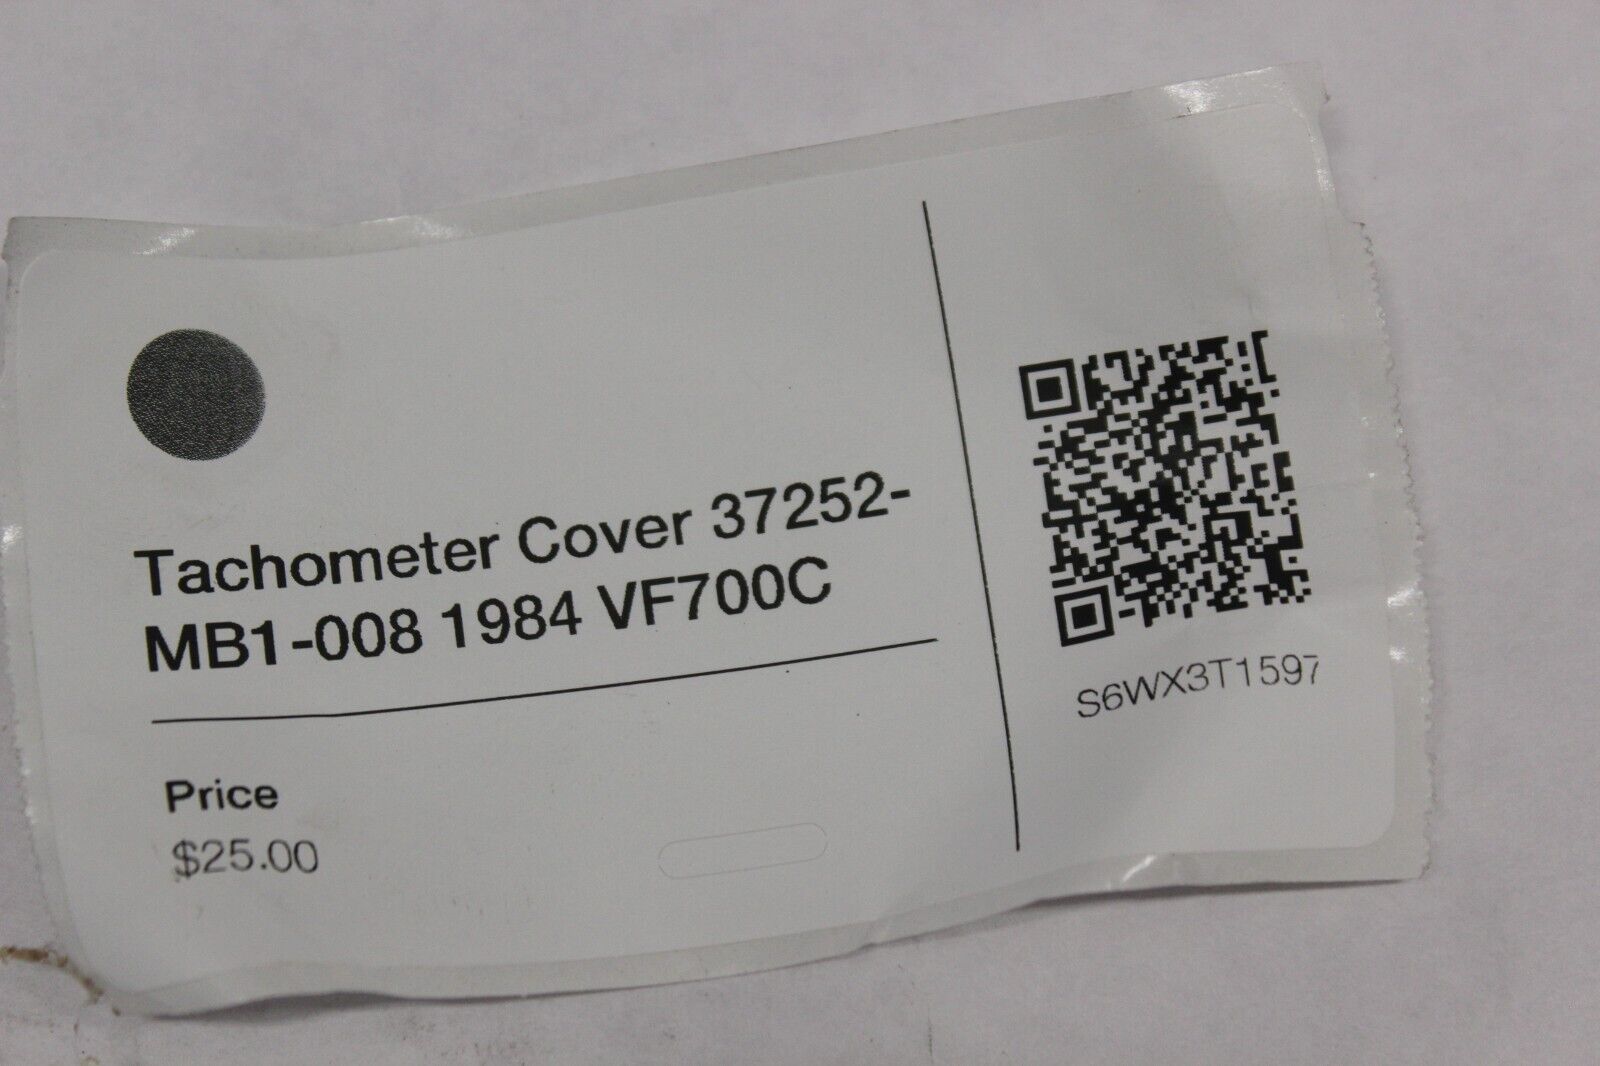 Tachometer Cover 37252-
MB1-008 1984 VF700C
Price
$25.00
S6WX3T1597